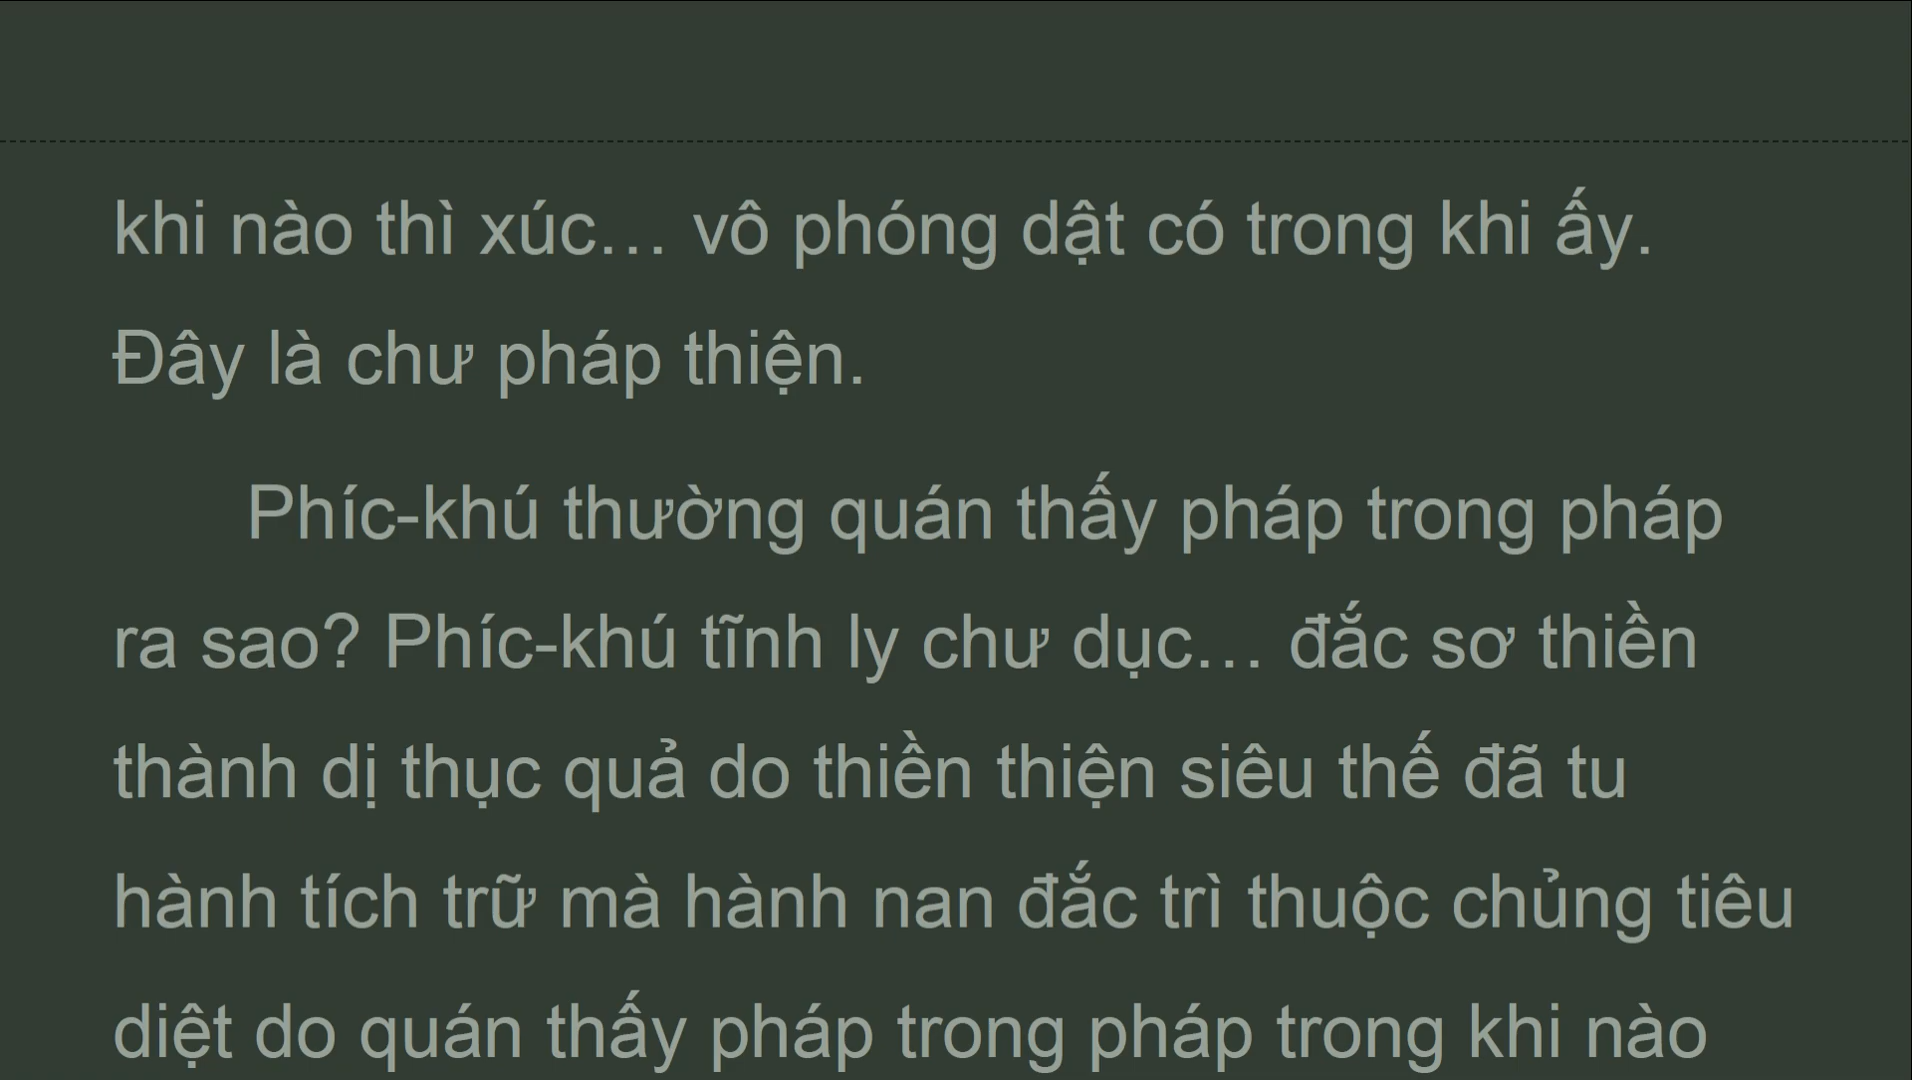 khi nào thì xúc… vô phóng dật có trong khi ấy.
Đây là chư pháp thiện.
Phíc-khú thường quán thấy pháp trong pháp
ra sao? Phíc-khú tĩnh ly chư dục… đắc sơ thiền
thành dị thục quả do thiền thiện siêu thế đã tu
hành tích trữ mà hành nan đắc trì thuộc chủng tiêu
diệt do quán thấy pháp trong pháp trong khi nào